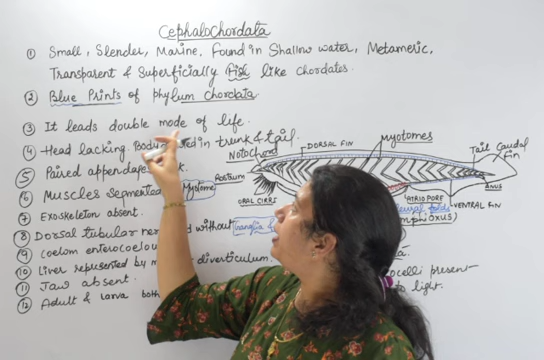 Cephalochordata
① Small, Slender, Marine, Found in Shallow water, Metameric,
Transparent & Superficially Fish like Chordates.
② Blue Prints of phylum chordata
③ It leads double mode of life.
④ Head lacking. Body in trunk & tail.
⑤ Paired appendage
⑥ Muscles segmented Myotome
⑦ Exoskeleton absent.
⑧ Dorsal tubular without
⑨ Coelom enterocoelous
⑩ Liver represented by diverticulum.
⑪ Jaw absent.
⑫ Adult & larva both
ocelli present
to light.
Notochord
DORSAL FIN
Myotomes
Tail Caudal fin
Rostrum
ORAL CIRRI
ATRIOPORE
ANUS
VENTRAL FIN